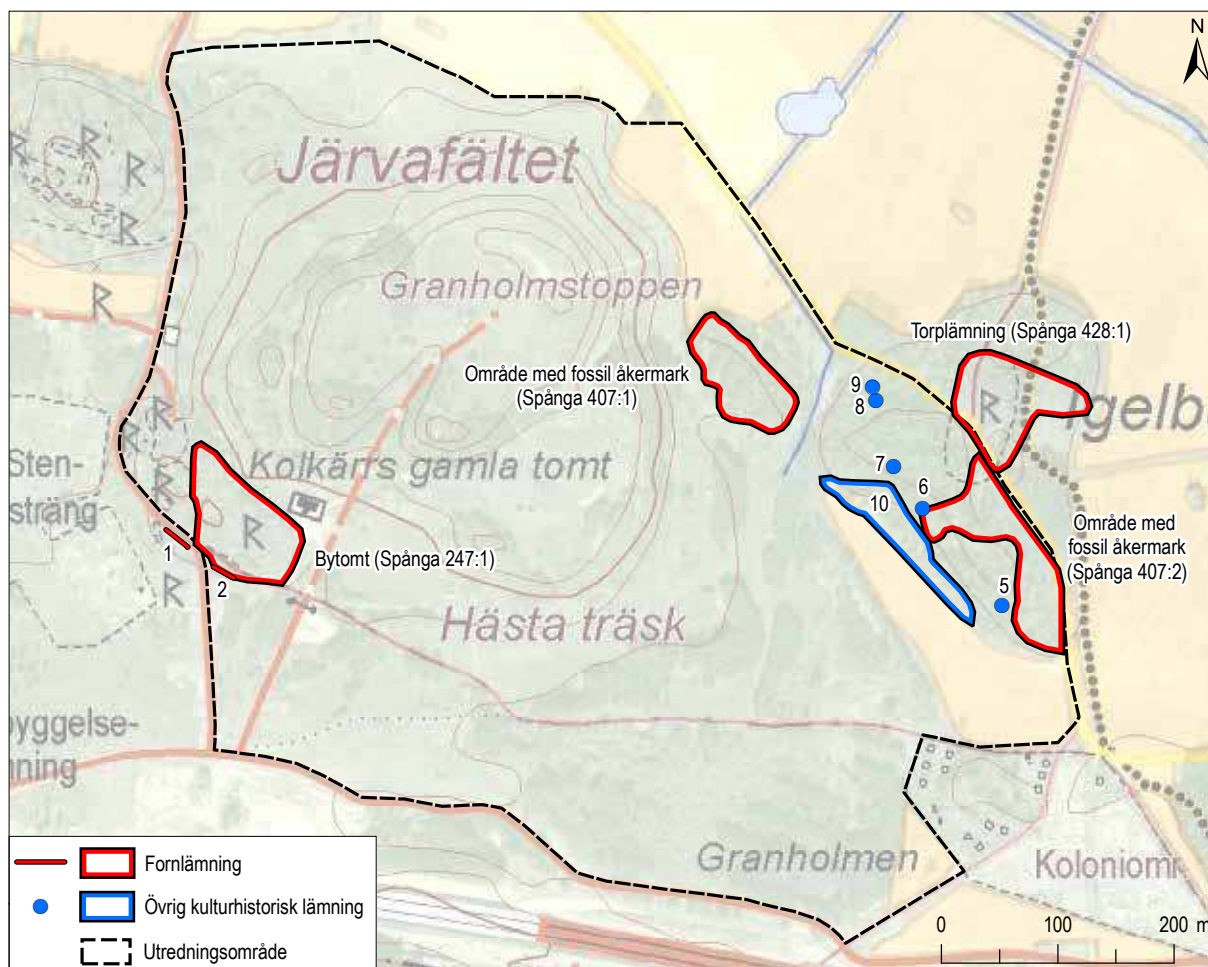 N
Järvafältet
Granholmstoppen
Torplämning (Spånga 428:1)
Område med fossil åkermark
(Spånga 407:1)
9
8
Igelb
Kolkärrs gamla tomt
7
Sten-
sträng
10
6
Område med
fossil åkermark
(Spånga 407:2)
1
Bytomt (Spånga 247:1)
2
5
Hästa träsk
byggelse-
ning
Granholmen
Koloniomr
Fornlämning
Övrig kulturhistorisk lämning
Utredningsområde
0 100 200 m
R
R
R
R
R
R
R
R
R
R
R